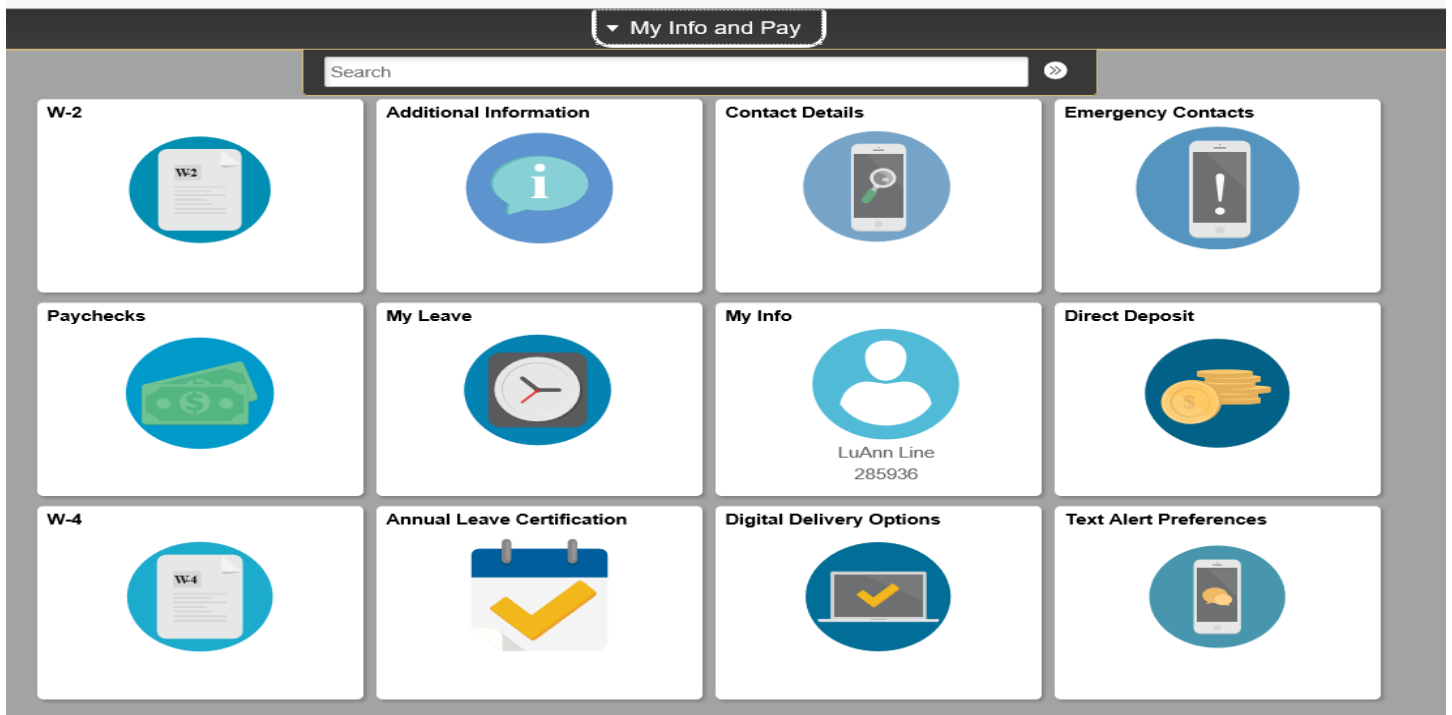 My Info and Pay
Search
W-2
Additional Information
Contact Details
Emergency Contacts
W-2
i
!
Paychecks
My Leave
My Info
Direct Deposit
$
$
LuAnn Line
285936
W-4
Annual Leave Certification
Digital Delivery Options
Text Alert Preferences
W-4